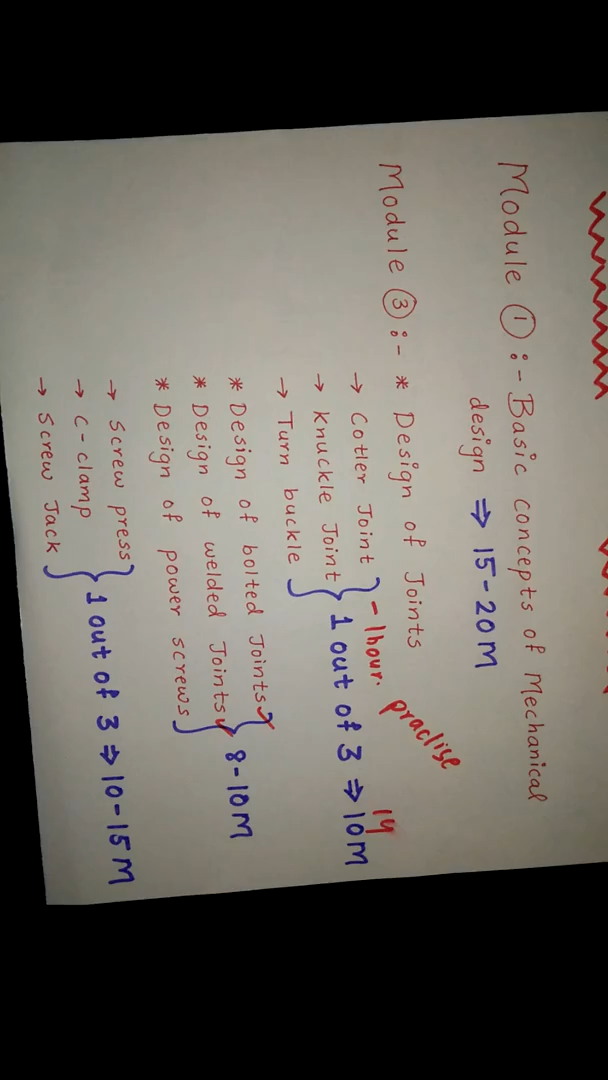 Module ① :- Basic concepts of Mechanical
design ⇒ 15-20M
Module ③ :- * Design of Joints
practise
→ Cotler Joint - 1hour.
→ Knuckle Joint } 1 out of 3 ⇒ 10M 14
→ Turn buckle
* Design of bolted Joints ✓
* Design of welded Joints ✓ } 8-10M
* Design of power screws
→ Screw press
→ C-clamp } 1 out of 3 ⇒ 10-15M
→ Screw Jack